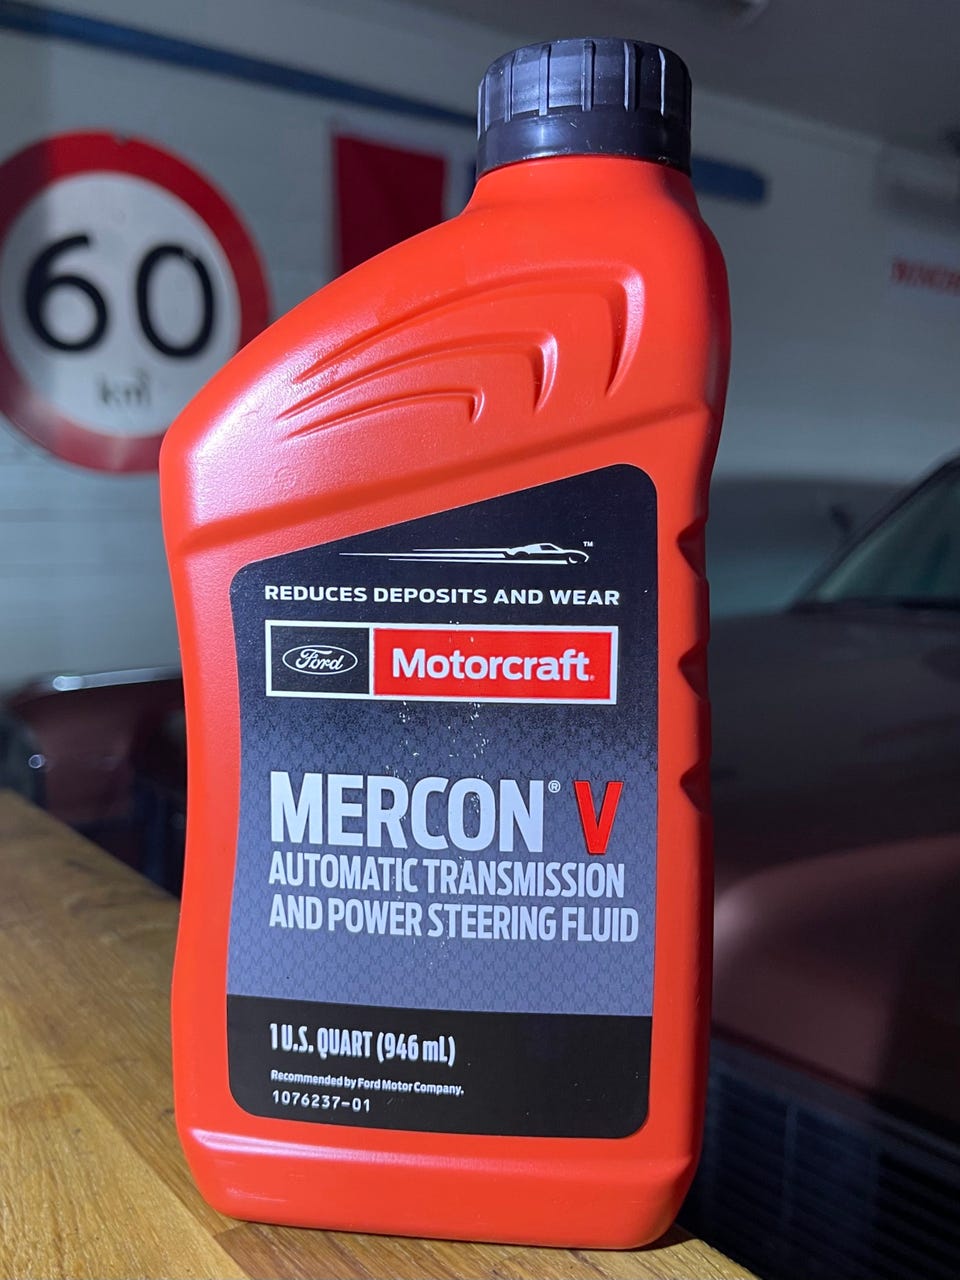 60
km
™
REDUCES DEPOSITS AND WEAR
Ford Motorcraft®
MERCON® V
AUTOMATIC TRANSMISSION
AND POWER STEERING FLUID
1 U.S. QUART (946 mL)
Recommended by Ford Motor Company.
1076237-01